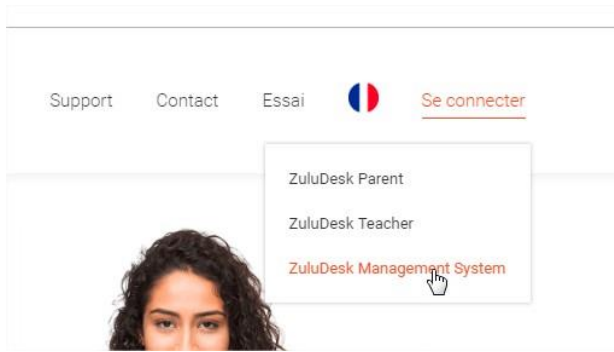 Support Contact Essai Se connecter
ZuluDesk Parent
ZuluDesk Teacher
ZuluDesk Management System